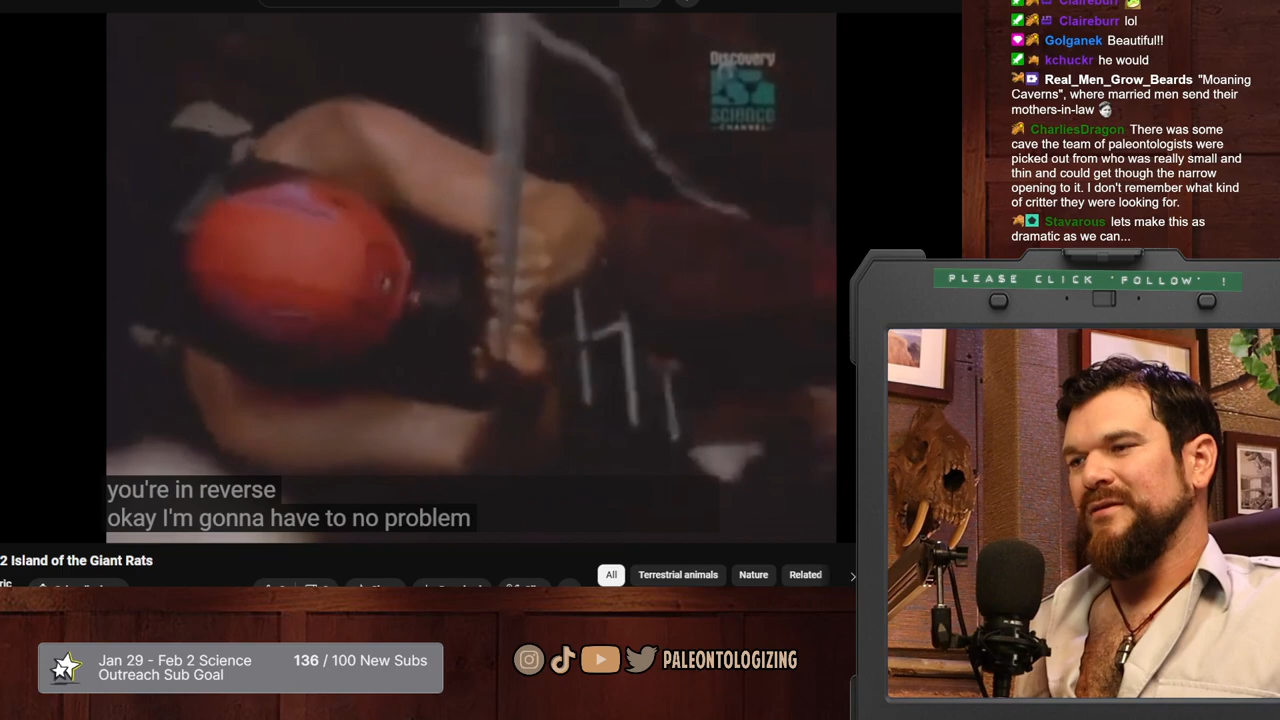 Discovery
science
CHANNEL
you're in reverse
okay I'm gonna have to no problem
2 Island of the Giant Rats
ric
All
Terrestrial animals
Nature
Related
Jan 29 - Feb 2 Science
Outreach Sub Goal
136 / 100 New Subs
PALEONTOLOGIZING
Claireburr
Claireburr lol
Golganek Beautiful!!
kchuckr he would
Real_Men_Grow_Beards "Moaning
Caverns", where married men send their
mothers-in-law
CharliesDragon There was some
cave the team of paleontologists were
picked out from who was really small and
thin and could get though the narrow
opening to it. I don't remember what kind
of critter they were looking for.
Stavarous lets make this as
dramatic as we can...
PLEASE CLICK "FOLLOW" !